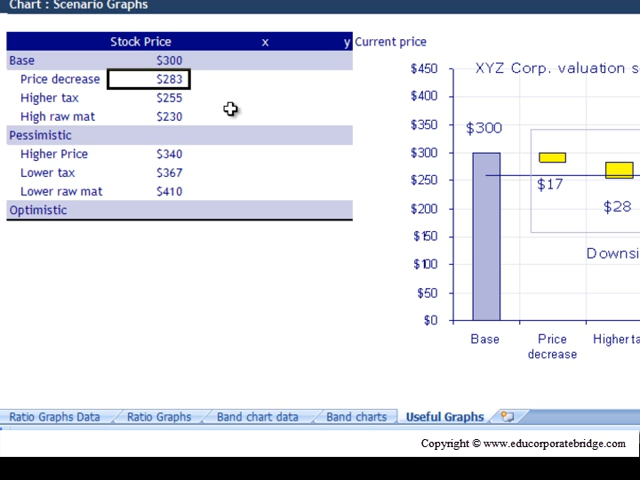 Chart : Scenario Graphs
Stock Price x y Current price
Base $300
Price decrease $283
Higher tax $255
High raw mat $230
Pessimistic
Higher Price $340
Lower tax $367
Lower raw mat $410
Optimistic
XYZ Corp. valuation
$450
$400
$350
$300
$250
$200
$150
$100
$50
$0
$300
$17
$28
Base
Price decrease
Ratio Graphs Data Ratio Graphs Band chart data Band charts Useful Graphs
Copyright © www.educorporatebridge.com